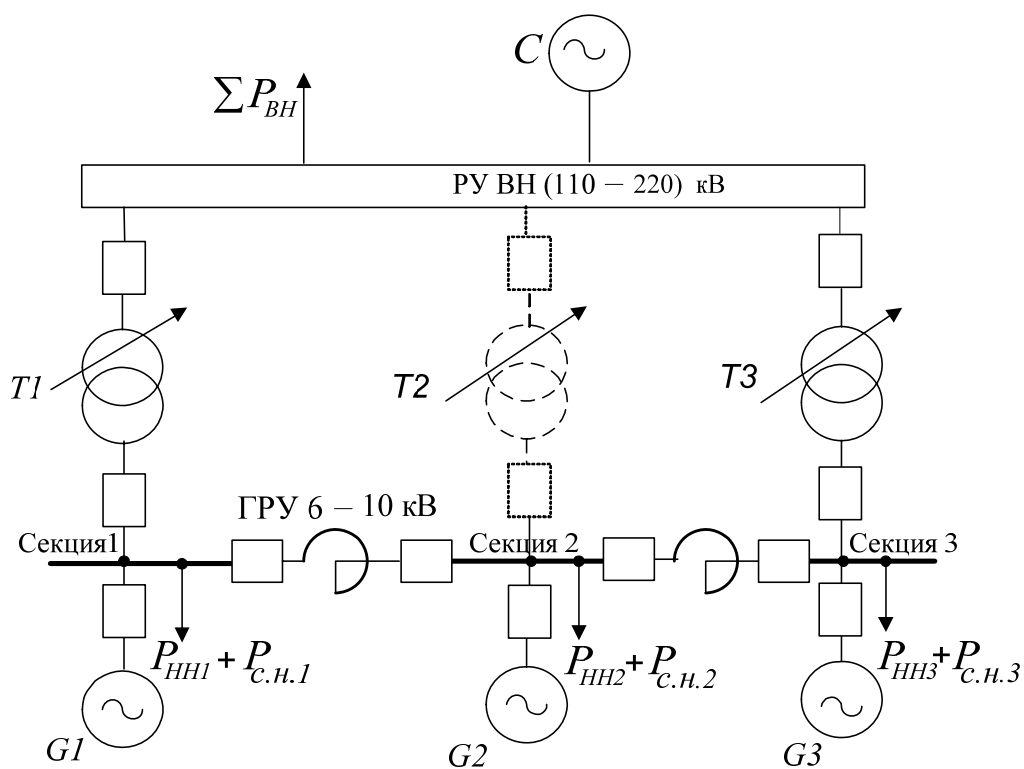 C
∑ P_ВН
РУ ВН (110 – 220) кВ
T1
T2
T3
ГРУ 6 – 10 кВ
Секция1
Секция 2
Секция 3
P_НН1 + P_с.н.1
P_НН2 + P_с.н.2
P_НН3 + P_с.н.3
G1
G2
G3